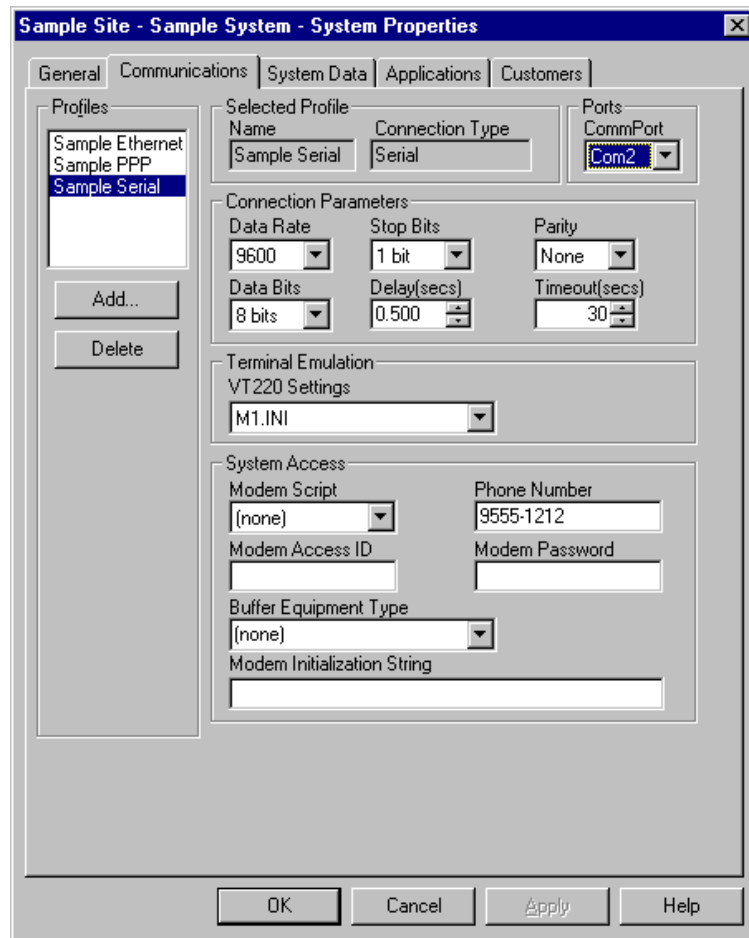 Sample Site - Sample System - System Properties
General Communications System Data Applications Customers
Profiles
Sample Ethernet
Sample PPP
Sample Serial
Add...
Delete
Selected Profile
Name Connection Type
Sample Serial Serial
Ports
CommPort
Com2
Connection Parameters
Data Rate Stop Bits Parity
9600 1 bit None
Data Bits Delay(secs) Timeout(secs)
8 bits 0.500 30
Terminal Emulation
VT220 Settings
M1.INI
System Access
Modem Script Phone Number
(none) 9555-1212
Modem Access ID Modem Password
Buffer Equipment Type
(none)
Modem Initialization String
OK Cancel Apply Help